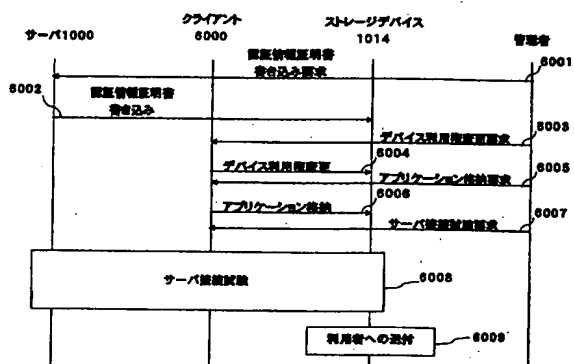 クライアント
ストレージデバイス
サーバ1000
6000
1014
管理者
認証情報証明書
書き込み要求
6001
6002
認証情報証明書
書き込み
6003
デバイス利用権変更要求
6004
デバイス利用権変更
6005
アプリケーション格納要求
6006
アプリケーション格納
6007
サーバ接続試験要求
サーバ接続試験
6008
利用者への送付
6009